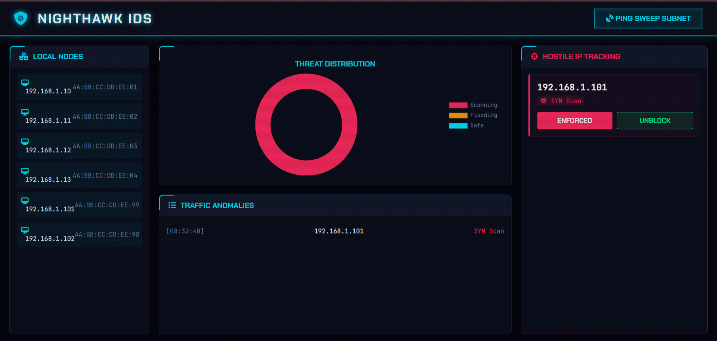 NIGHTHAWK IDS
PING SWEEP SUBNET
LOCAL NODES
192.168.1.10 AA:BB:CC:DD:EE:01
192.168.1.11 AA:BB:CC:DD:EE:02
192.168.1.12 AA:BB:CC:DD:EE:03
192.168.1.13 AA:BB:CC:DD:EE:04
192.168.1.101 AA:BB:CC:DD:EE:99
192.168.1.102 AA:BB:CC:DD:EE:98
THREAT DISTRIBUTION
Scanning
Flooding
Safe
TRAFFIC ANOMALIES
[00:32:40] 192.168.1.101 SYN Scan
HOSTILE IP TRACKING
192.168.1.101
SYN Scan
ENFORCED
UNBLOCK